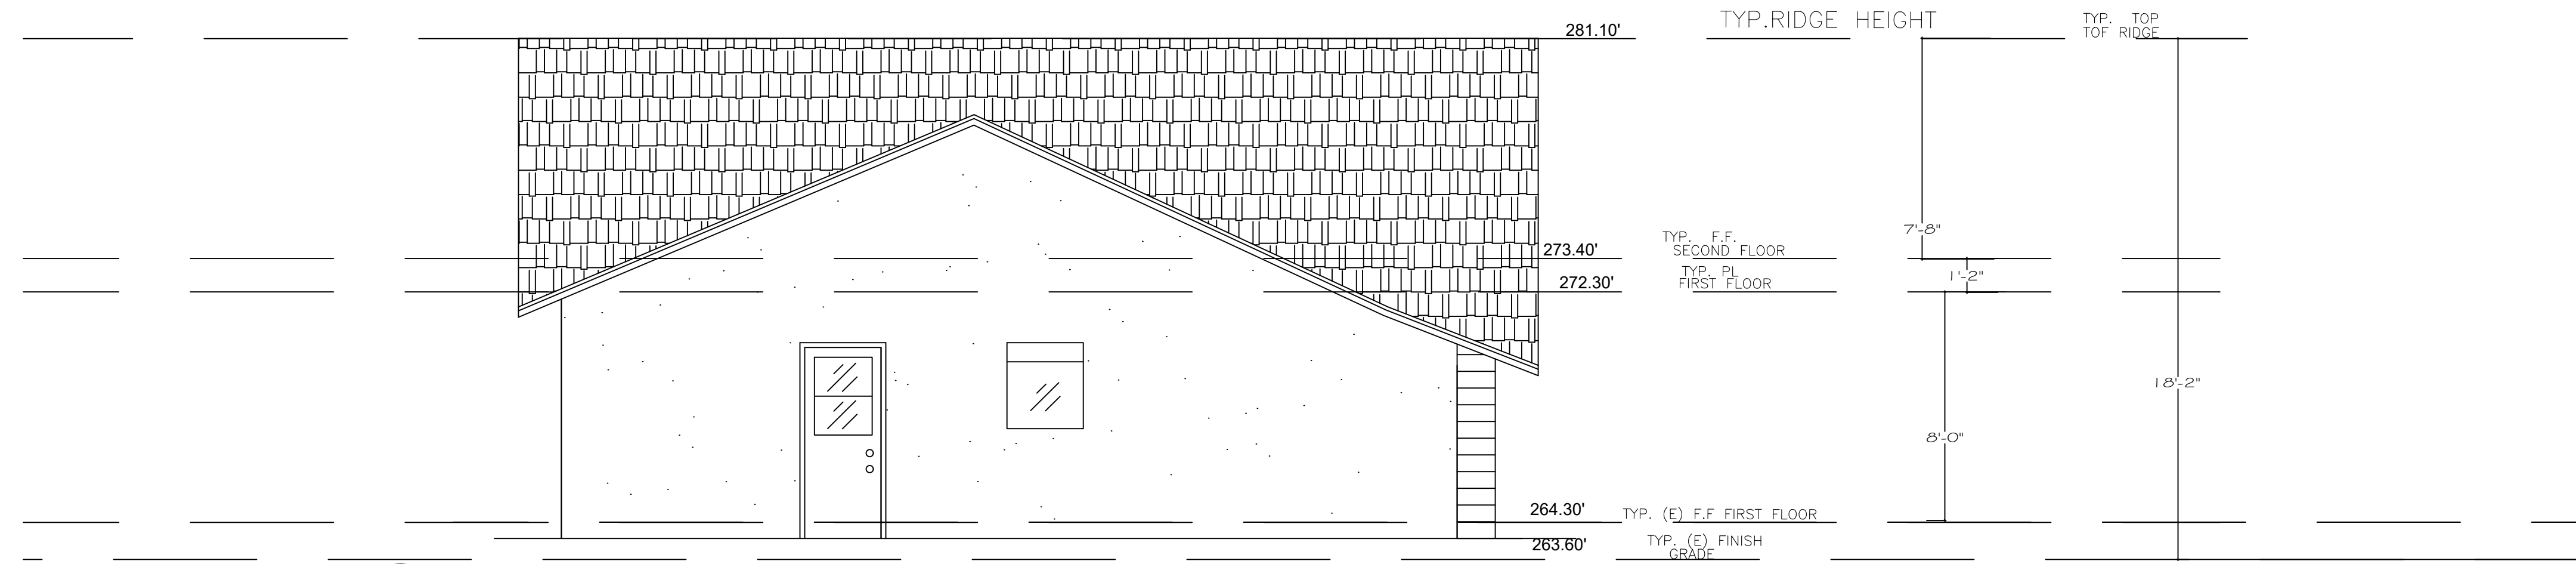 TYP.RIDGE HEIGHT
TYP. TOP
TOF RIDGE
281.10'
7'-8"
TYP. F.F.
SECOND FLOOR
273.40'
TYP. PL
FIRST FLOOR
272.30'
1'-2"
18'-2"
8'-0"
264.30'
TYP. (E) F.F FIRST FLOOR
263.60'
TYP. (E) FINISH
GRADE